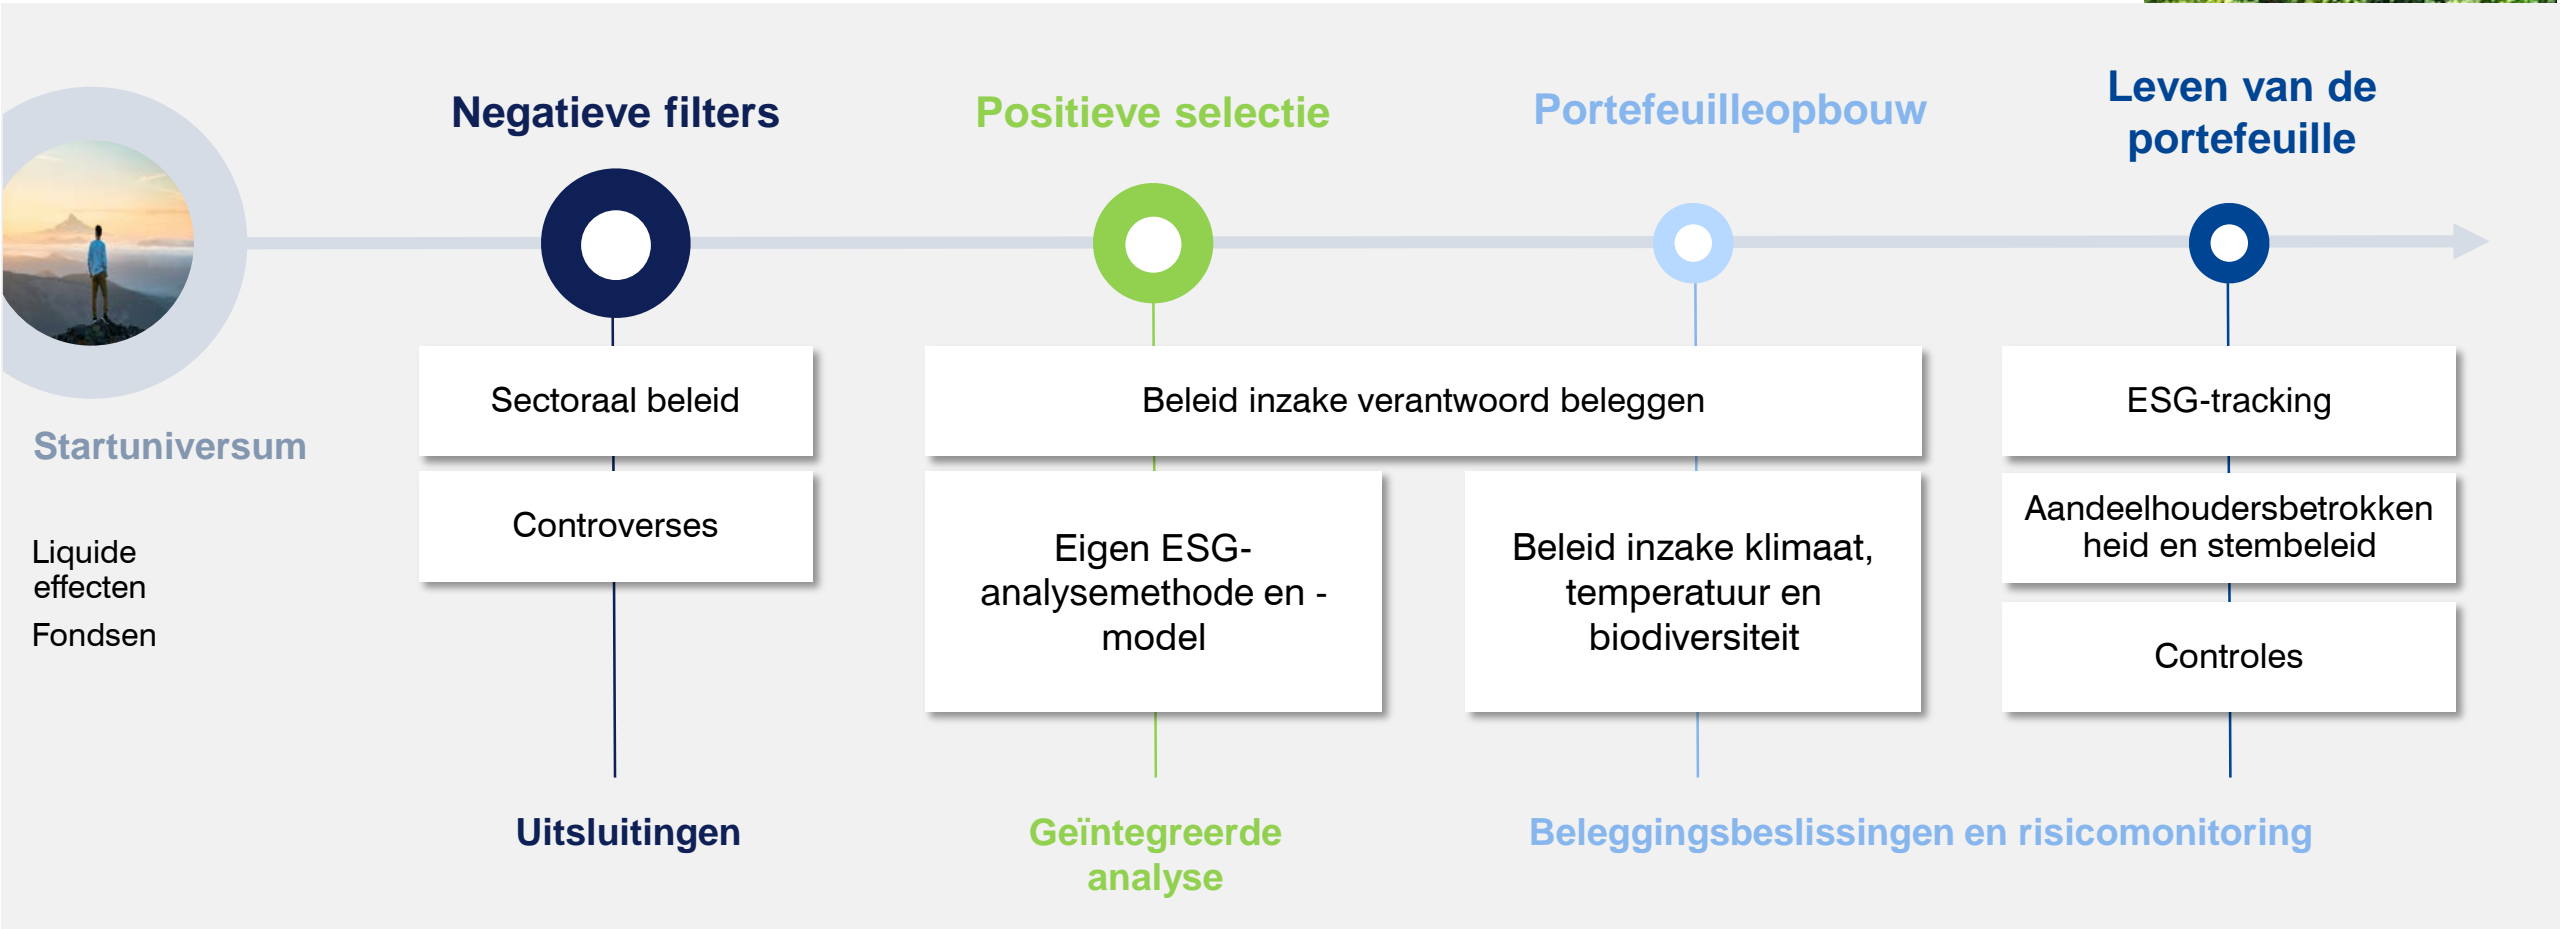 Startuniversum
Liquide
effecten
Fondsen
Negatieve filters
Sectoraal beleid
Controverses
Uitsluitingen
Positieve selectie
Portefeuilleopbouw
Beleid inzake verantwoord beleggen
Eigen ESG-
analysemethode en -
model
Geïntegreerde
analyse
Beleid inzake klimaat,
temperatuur en
biodiversiteit
Leven van de
portefeuille
ESG-tracking
Aandeelhoudersbetrokken
heid en stembeleid
Controles
Beleggingsbeslissingen en risicomonitoring